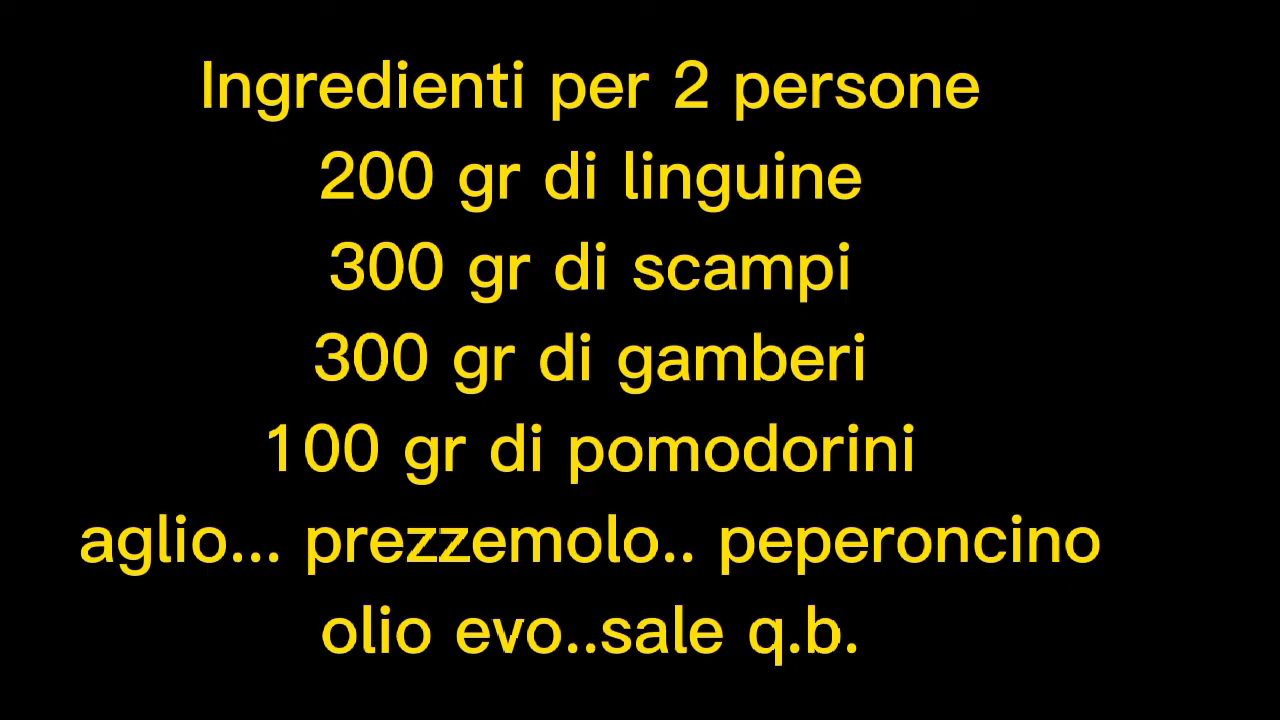 Ingredienti per 2 persone
200 gr di linguine
300 gr di scampi
300 gr di gamberi
100 gr di pomodorini
aglio... prezzemolo.. peperoncino
olio evo..sale q.b.